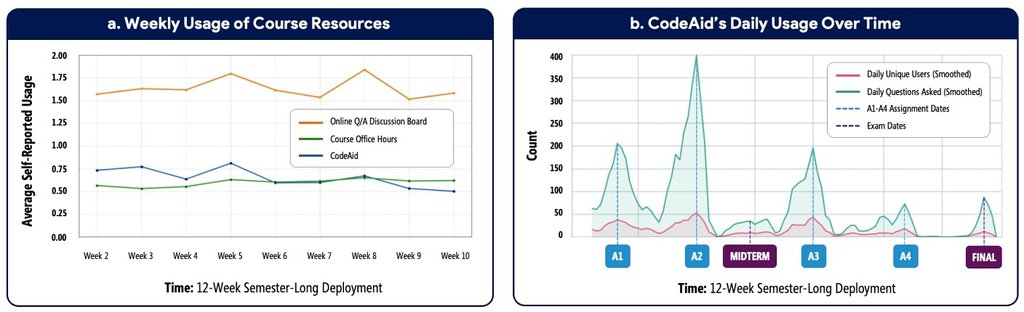 a. Weekly Usage of Course Resources
Average Self-Reported Usage
2.00
1.75
1.50
1.25
1.00
0.75
0.50
0.25
0.00
Online Q/A Discussion Board
Course Office Hours
CodeAid
Week 2 Week 3 Week 4 Week 5 Week 6 Week 7 Week 8 Week 9 Week 10
Time: 12-Week Semester-Long Deployment
b. CodeAid's Daily Usage Over Time
Count
400
350
300
250
200
150
100
50
0
Daily Unique Users (Smoothed)
Daily Questions Asked (Smoothed)
A1-A4 Assignment Dates
Exam Dates
A1 A2 MIDTERM A3 A4 FINAL
Time: 12-Week Semester-Long Deployment